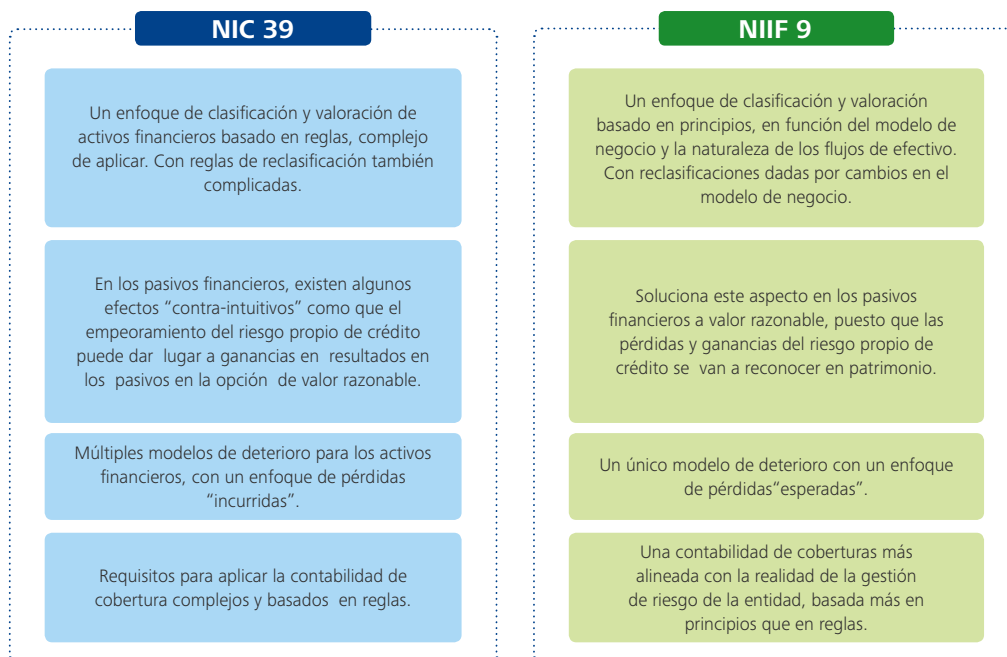 NIC 39
Un enfoque de clasificación y valoración de
activos financieros basado en reglas, complejo
de aplicar. Con reglas de reclasificación también
complicadas.
En los pasivos financieros, existen algunos
efectos “contra-intuitivos” como que el
empeoramiento del riesgo propio de crédito
puede dar lugar a ganancias en resultados en
los pasivos en la opción de valor razonable.
Múltiples modelos de deterioro para los activos
financieros, con un enfoque de pérdidas
“incurridas”.
Requisitos para aplicar la contabilidad de
cobertura complejos y basados en reglas.
NIIF 9
Un enfoque de clasificación y valoración
basado en principios, en función del modelo de
negocio y la naturaleza de los flujos de efectivo.
Con reclasificaciones dadas por cambios en el
modelo de negocio.
Soluciona este aspecto en los pasivos
financieros a valor razonable, puesto que las
pérdidas y ganancias del riesgo propio de
crédito se van a reconocer en patrimonio.
Un único modelo de deterioro con un enfoque
de pérdidas“esperadas”.
Una contabilidad de coberturas más
alineada con la realidad de la gestión
de riesgo de la entidad, basada más en
principios que en reglas.